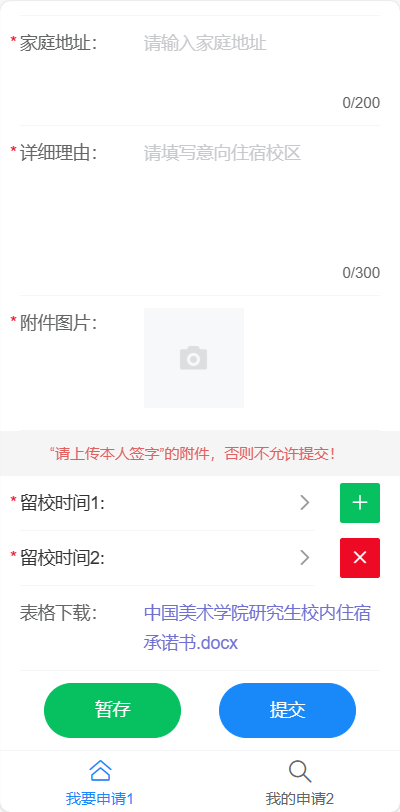 * 家庭地址： 请输入家庭地址
0/200
* 详细理由： 请填写意向住宿校区
0/300
* 附件图片：
“请上传本人签字”的附件，否则不允许提交！
* 留校时间1:
* 留校时间2:
表格下载： 中国美术学院研究生校内住宿
承诺书.docx
暂存 提交
我要申请1 我的申请2